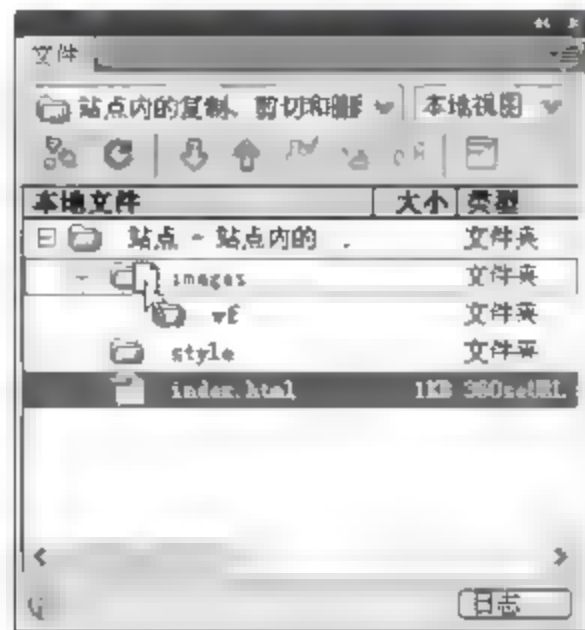 文件
站点内的复制、剪切和 本地视图
本地文件 大小 类型
站点 - 站点内的 文件夹
images 文件夹
文件夹
style 文件夹
index.html 1KB 360seURL
日志